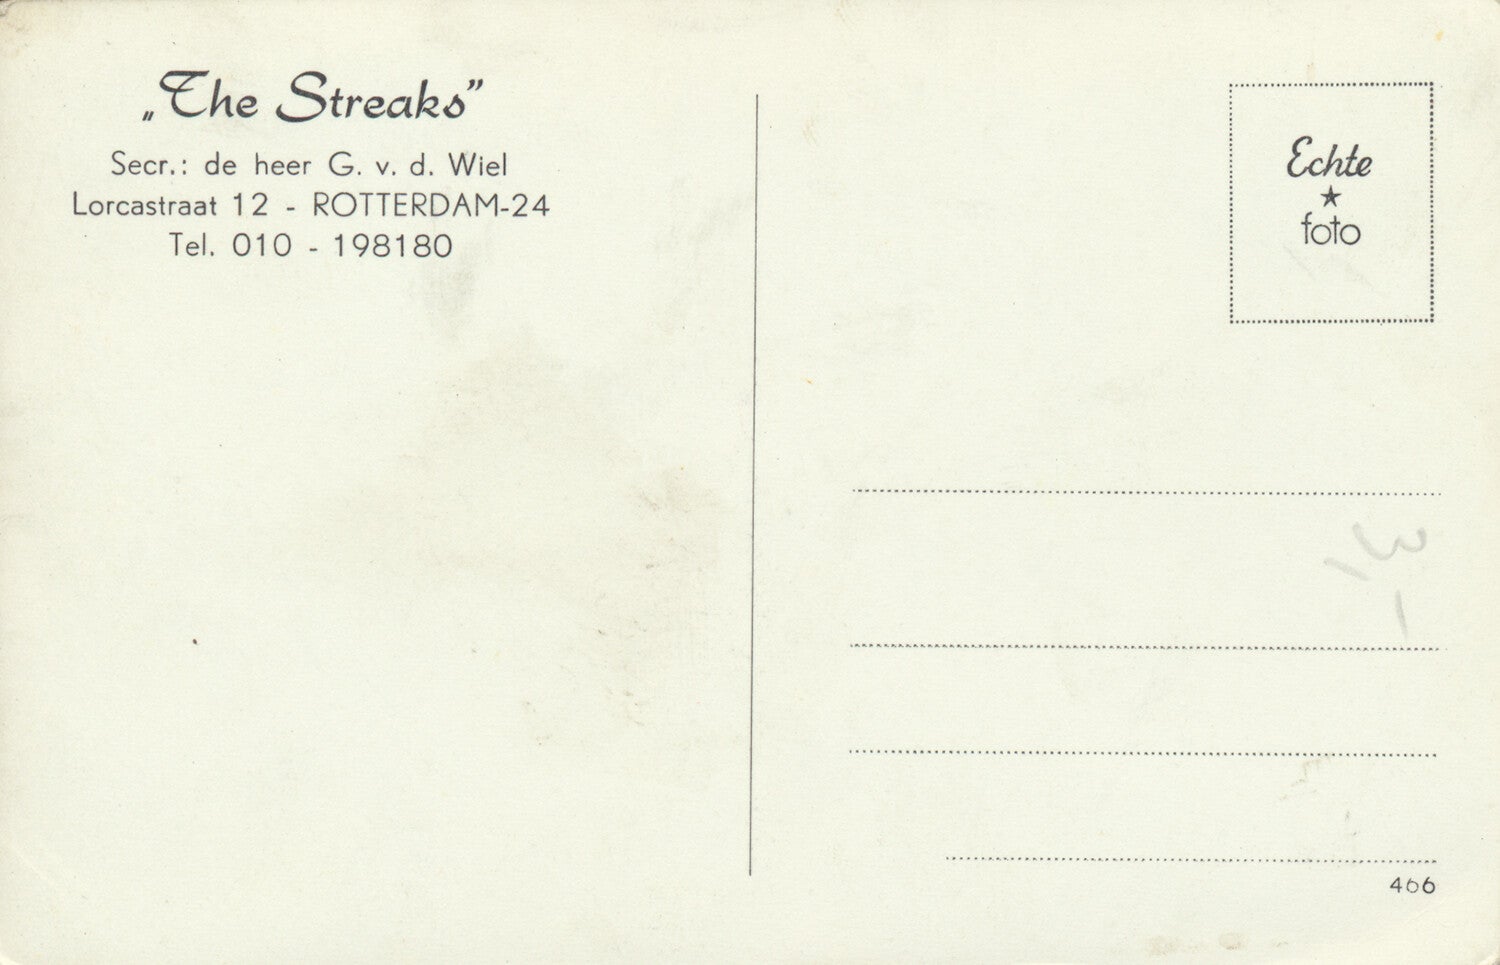 „The Streaks”
Secr.: de heer G. v. d. Wiel
Lorcastraat 12 - ROTTERDAM-24
Tel. 010 - 198180
Echte
★
foto
466